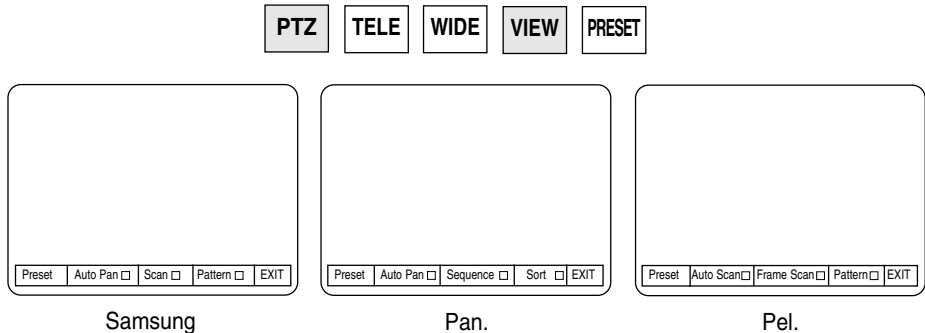 PTZ TELE WIDE VIEW PRESET
Preset Auto Pan □ Scan □ Pattern □ EXIT
Preset Auto Pan □ Sequence □ Sort □ EXIT
Preset Auto Scan□ Frame Scan□ Pattern□ EXIT
Samsung
Pan.
Pel.